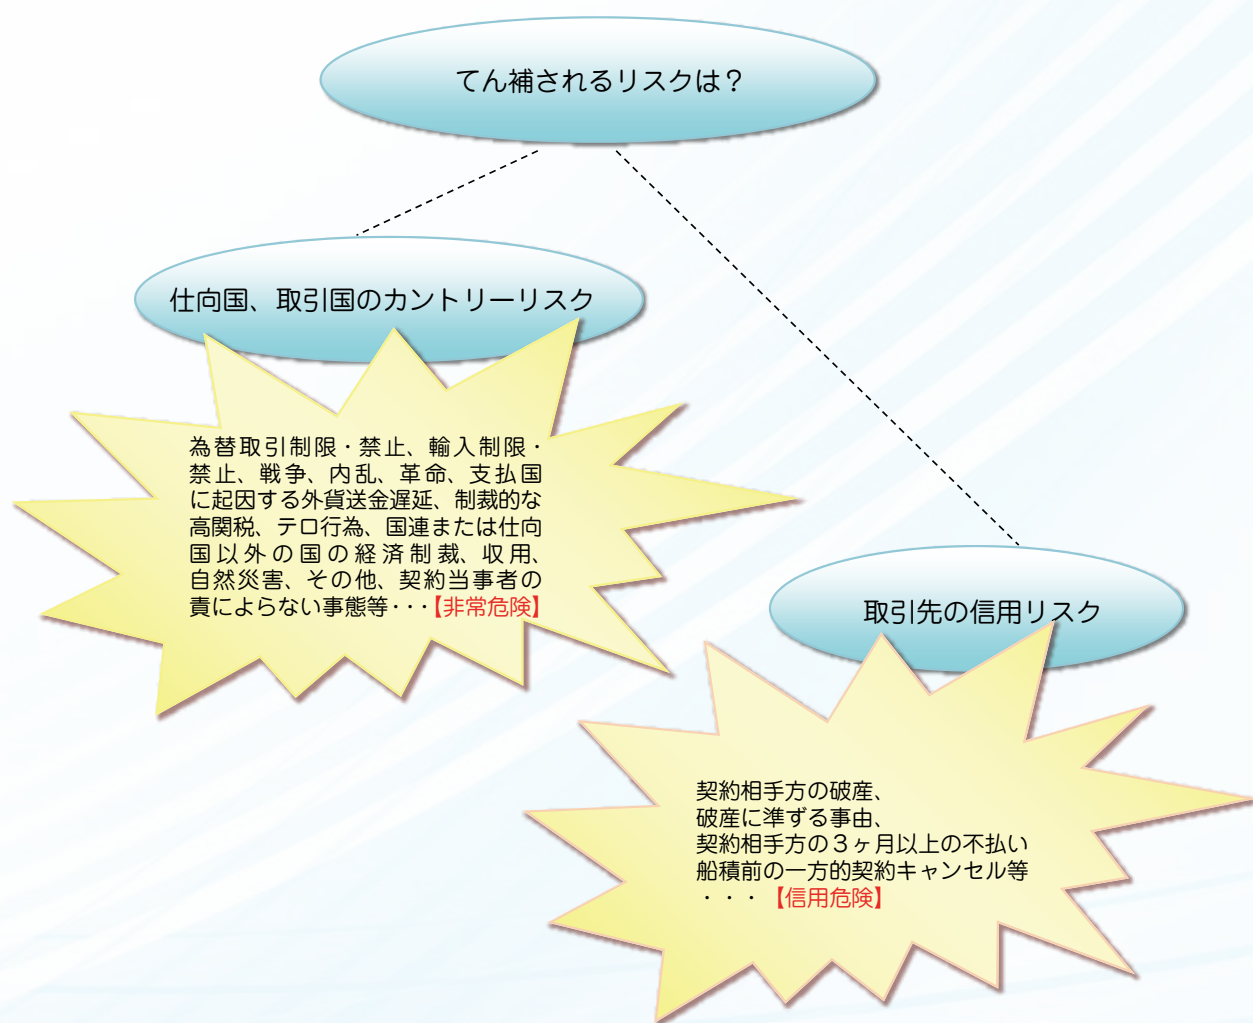 てん補されるリスクは？
仕向国、取引国のカントリーリスク
為替取引制限・禁止、輸入制限・
禁止、戦争、内乱、革命、支払国
に起因する外貨送金遅延、制裁的な
高関税、テロ行為、国連または仕向
国以外の国の経済制裁、収用、
自然災害、その他、契約当事者の
責によらない事態等・・・【非常危険】
取引先の信用リスク
契約相手方の破産、
破産に準ずる事由、
契約相手方の３ヶ月以上の不払い
船積前の一方的契約キャンセル等
・・・【信用危険】